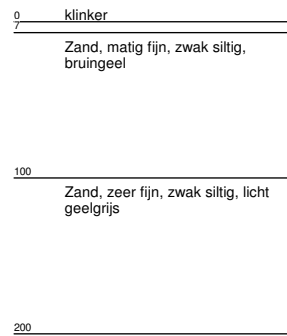 0 klinker
7
Zand, matig fijn, zwak siltig,
bruingeel
100
Zand, zeer fijn, zwak siltig, licht
geelgrijs
200